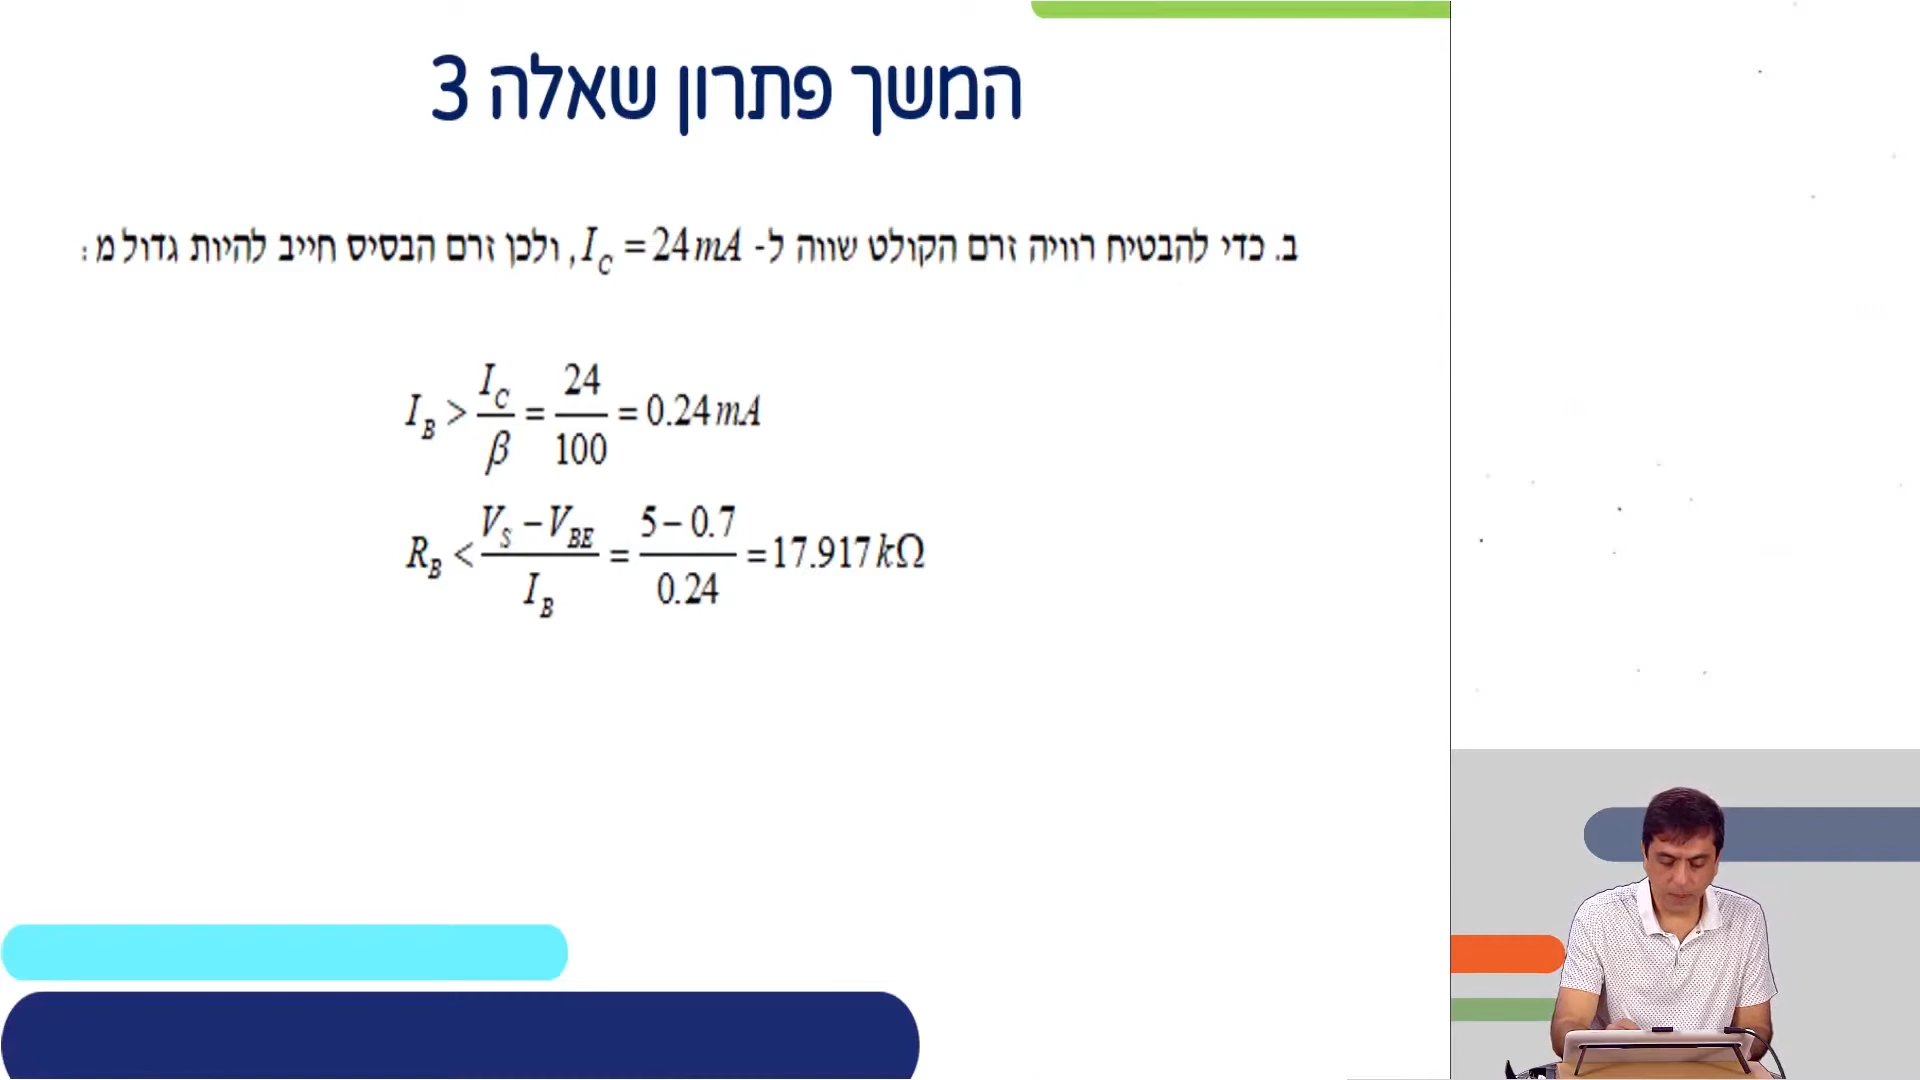 המשך פתרון שאלה 3
ב. כדי להבטיח רוויה זרם הקולט שווה ל- I_C = 24mA, ולכן זרם הבסיס חייב להיות גדול מ :
I_B > I_C/β = 24/100 = 0.24mA
R_B < (V_S − V_BE)/I_B = (5 − 0.7)/0.24 = 17.917kΩ